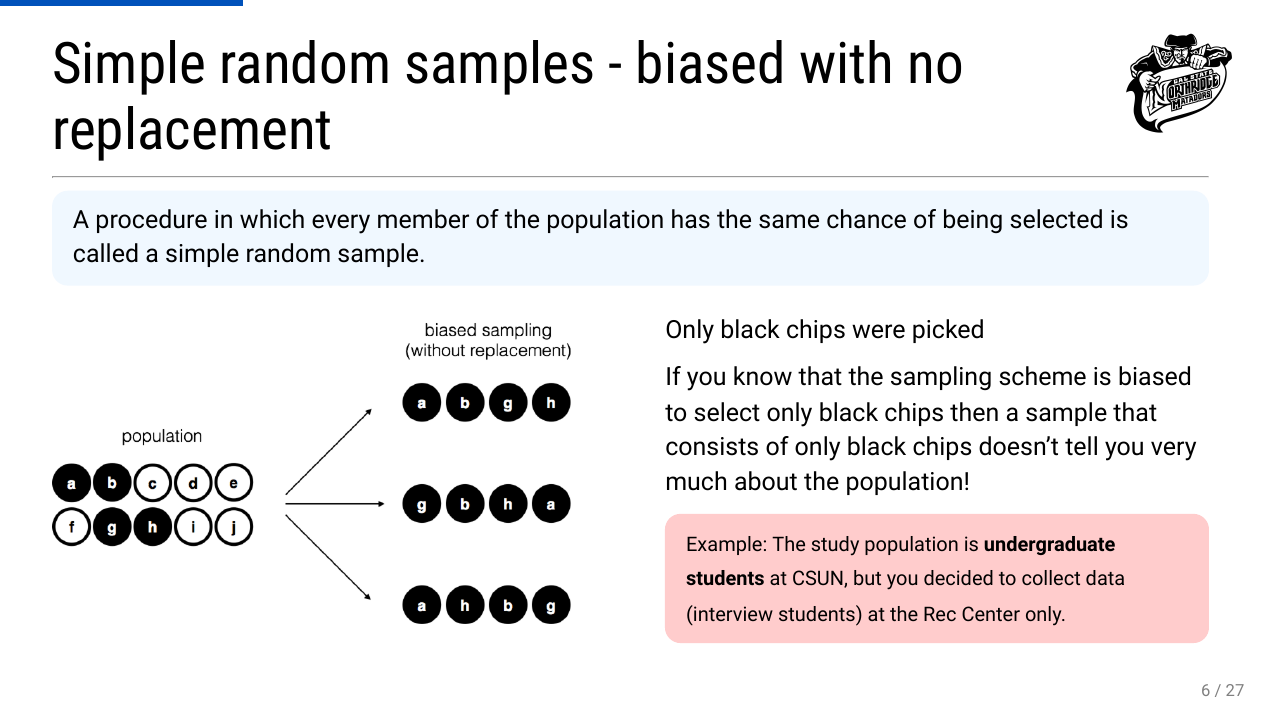 Simple random samples - biased with no
replacement
CAL STATE
NORTHRIDGE
MATADORS
A procedure in which every member of the population has the same chance of being selected is
called a simple random sample.
biased sampling
(without replacement)
a b g h
population
a b c d e
f g h i j
g b h a
a h b g
Only black chips were picked
If you know that the sampling scheme is biased
to select only black chips then a sample that
consists of only black chips doesn’t tell you very
much about the population!
Example: The study population is undergraduate
students at CSUN, but you decided to collect data
(interview students) at the Rec Center only.
6 / 27